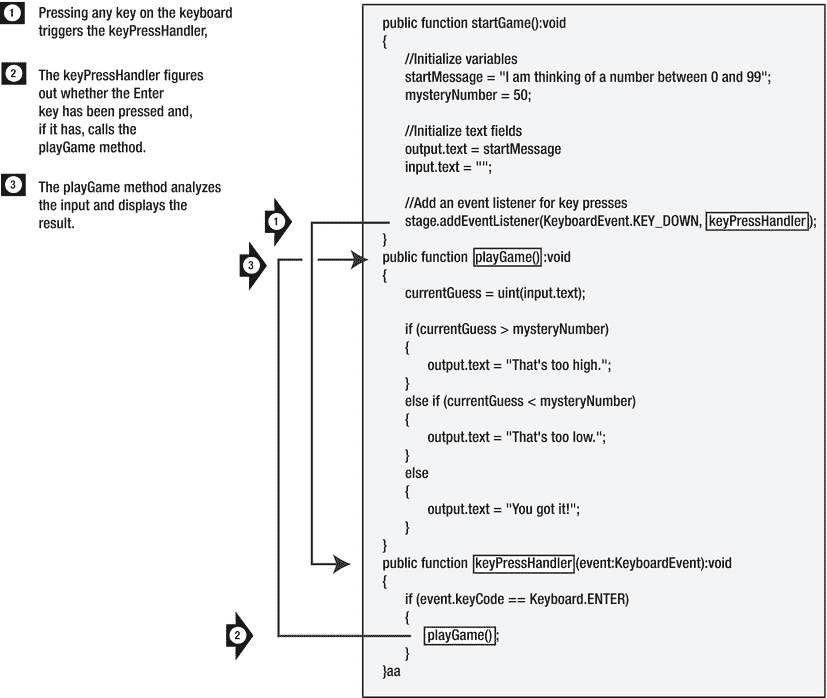 1 Pressing any key on the keyboard
triggers the keyPressHandler,
2 The keyPressHandler figures
out whether the Enter
key has been pressed and,
if it has, calls the
playGame method.
3 The playGame method analyzes
the input and displays the
result.
public function startGame():void
{
//Initialize variables
startMessage = "I am thinking of a number between 0 and 99";
mysteryNumber = 50;
//Initialize text fields
output.text = startMessage
input.text = "";
//Add an event listener for key presses
1 stage.addEventListener(KeyboardEvent.KEY_DOWN, keyPressHandler);
}
3 public function playGame():void
{
currentGuess = uint(input.text);
if (currentGuess > mysteryNumber)
{
output.text = "That's too high.";
}
else if (currentGuess < mysteryNumber)
{
output.text = "That's too low.";
}
else
{
output.text = "You got it!";
}
}
public function keyPressHandler(event:KeyboardEvent):void
{
if (event.keyCode == Keyboard.ENTER)
{
2 playGame();
}
}aa